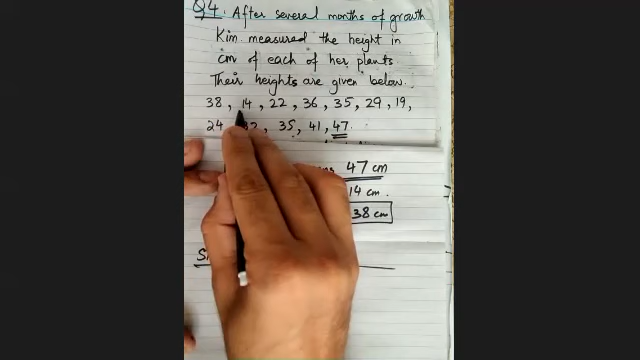 Q4. After several months of growth
Kim measured the height in
cm of each of her plants
Their heights are given below.
38, 14, 22, 36, 35, 29, 19,
24 32, 35, 41, 47.
47 cm
14 cm.
38 cm